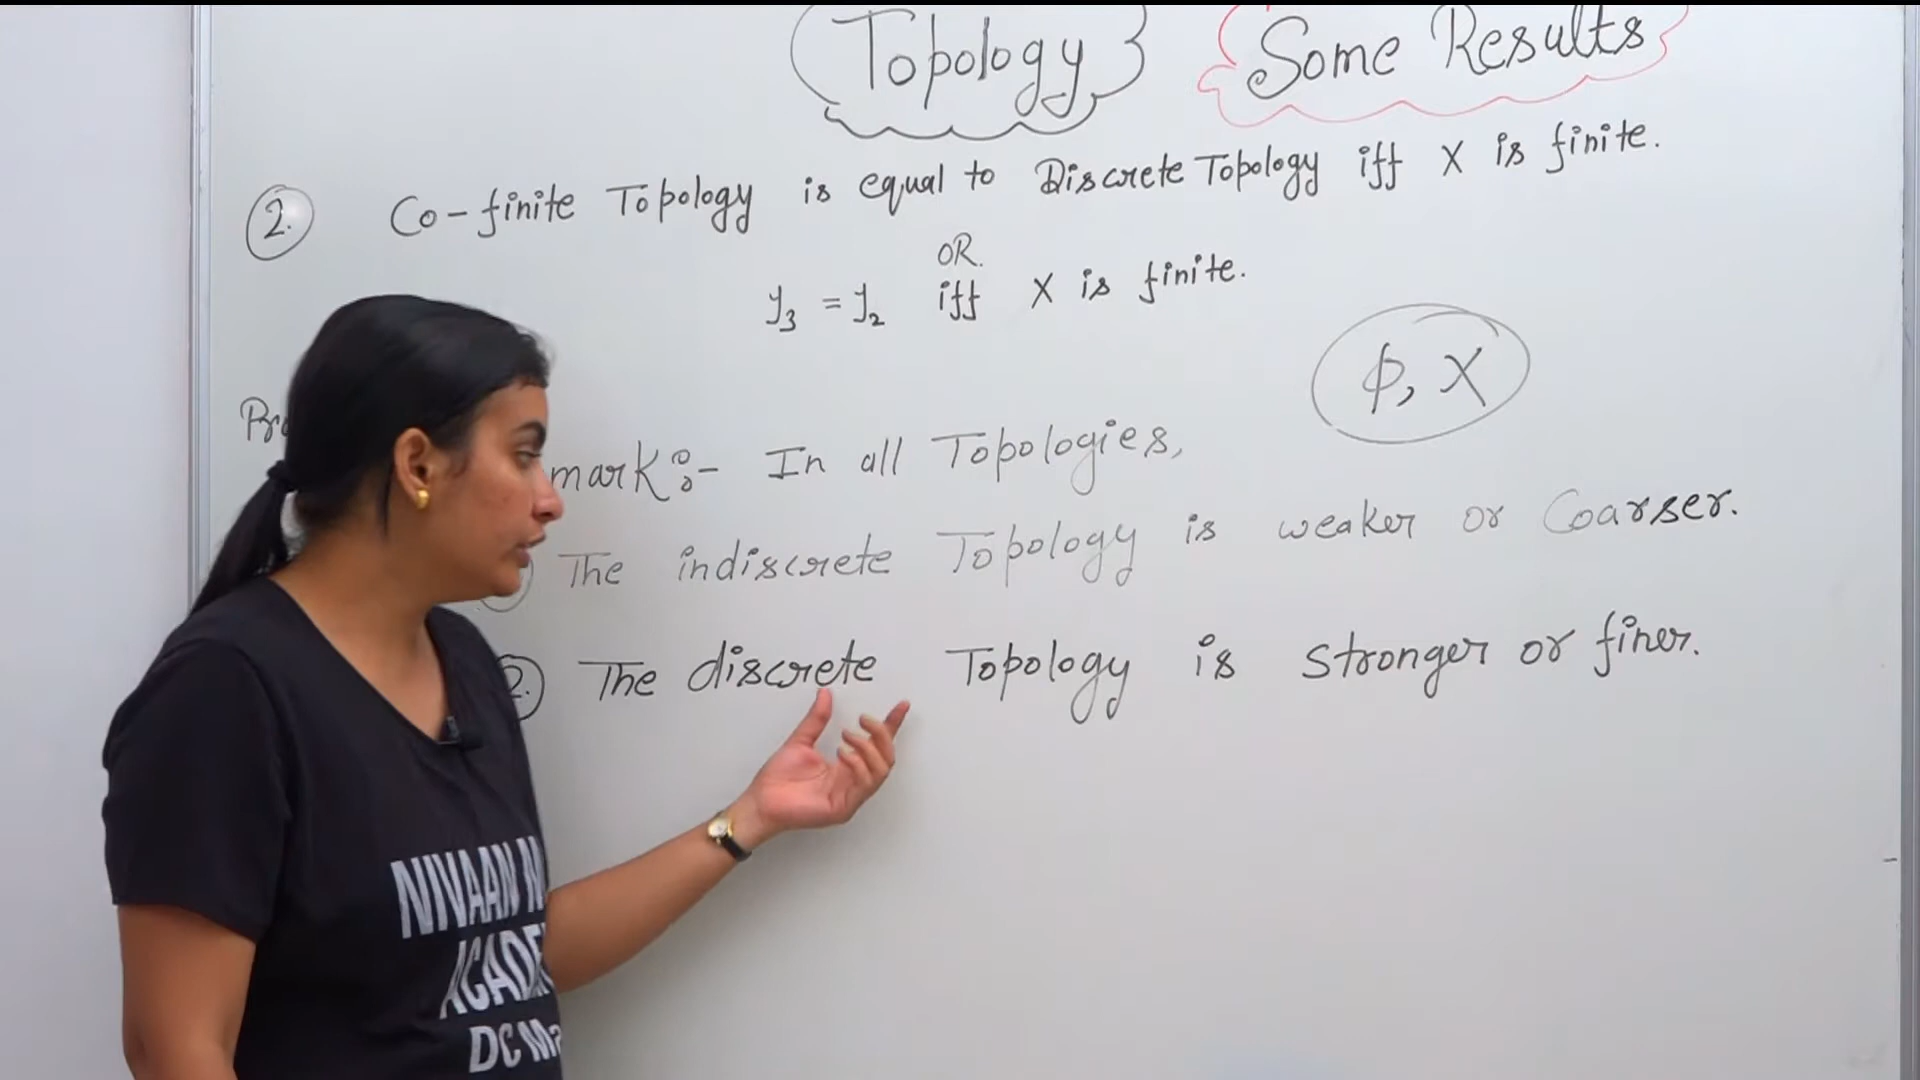 Topology Some Results
2. Co-finite Topology is equal to Discrete Topology iff X is finite.
OR.
J3 = J2 iff X is finite.
φ, X
mark:- In all Topologies,
The indiscrete Topology is weaker or Coarser.
2. The discrete Topology is stronger or finer.
NIVAAN
ACADE
DC Ma